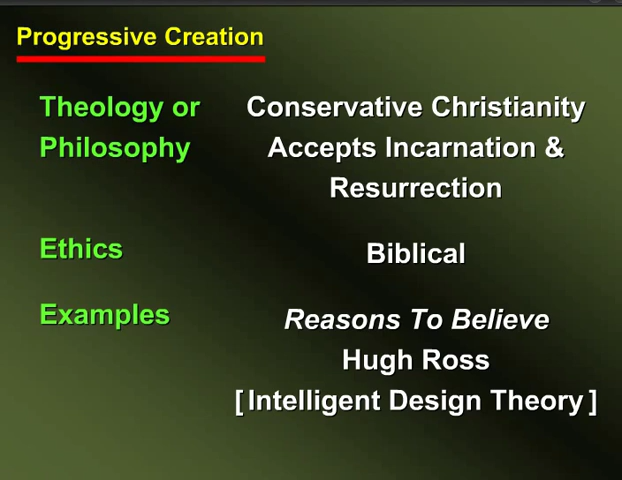 Progressive Creation
Theology or Conservative Christianity
Philosophy Accepts Incarnation &
Resurrection
Ethics Biblical
Examples Reasons To Believe
Hugh Ross
[ Intelligent Design Theory ]